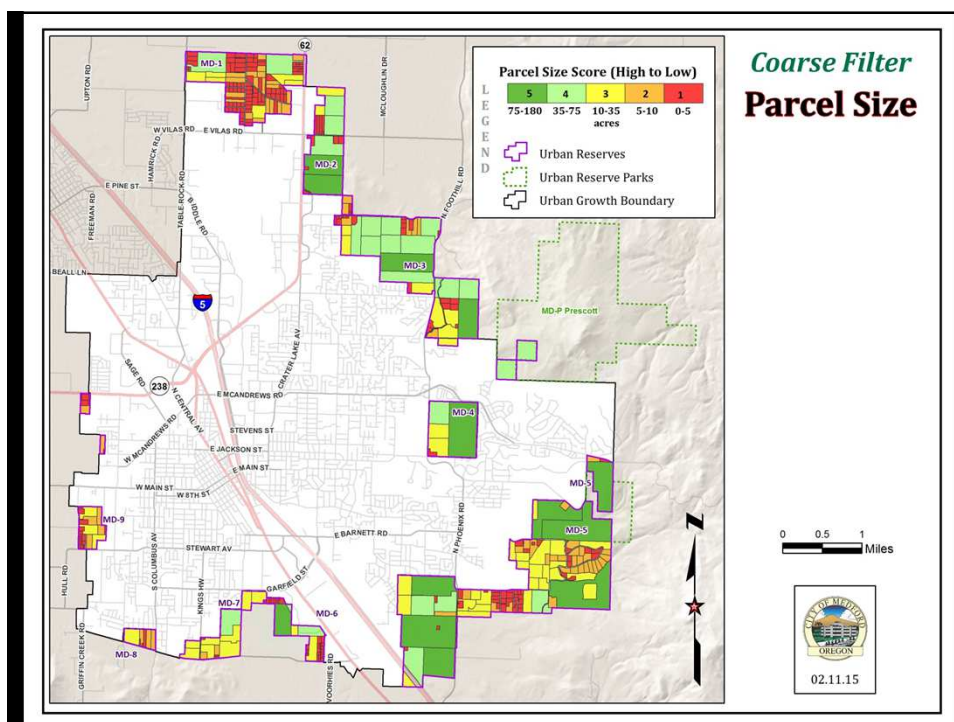 Coarse Filter
Parcel Size
LEGEND
Parcel Size Score (High to Low)
5 4 3 2 1
75-180 35-75 10-35 5-10 0-5
acres
Urban Reserves
Urban Reserve Parks
Urban Growth Boundary
62
MD-1
UPTON RD
MCLOUGHLIN DR
W VILAS RD
E VILAS RD
HAMRICK RD
TABLE ROCK RD
MD-2
E PINE ST
FREEMAN RD
BIDDLE RD
N FOOTHILL RD
MD-3
BEALL LN
5
MD-P Prescott
CRATER LAKE AV
SAGE RD
238
N CENTRAL AV
E MCANDREWS RD
MD-4
STEVENS ST
W MCANDREWS RD
E JACKSON ST
E MAIN ST
W MAIN ST
W 8TH ST
MD-5
N PHOENIX RD
MD-5
MD-9
E BARNETT RD
STEWART AV
S COLUMBUS AV
HULL RD
KINGS HW
GARFIELD ST
MD-7
MD-6
MD-8
GRIFFIN CREEK RD
VOORHIES RD
N
0 0.5 1
Miles
CITY OF MEDFORD
OREGON
02.11.15